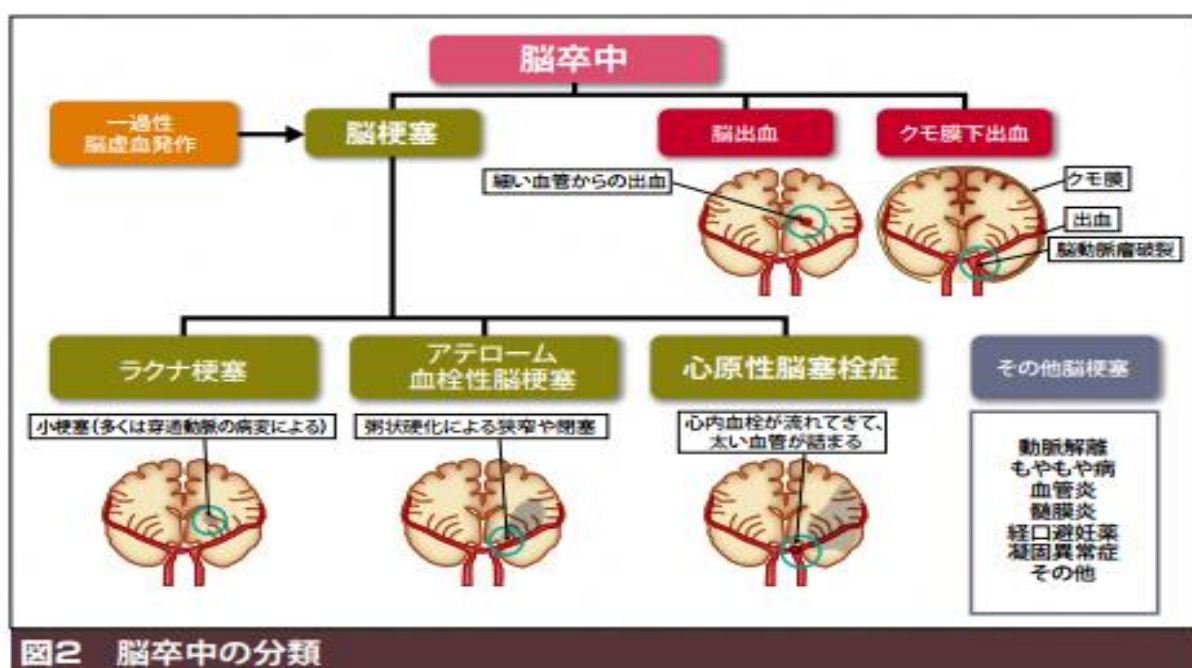 脳卒中
一過性
脳虚血発作
脳梗塞
脳出血
クモ膜下出血
細い血管からの出血
クモ膜
出血
脳動脈瘤破裂
ラクナ梗塞
アテローム
血栓性脳梗塞
心原性脳塞栓症
その他脳梗塞
小梗塞(多くは穿通動脈の病変による)
粥状硬化による狭窄や閉塞
心内血栓が流れてきて、
太い血管が詰まる
動脈解離
もやもや病
血管炎
髄膜炎
経口避妊薬
凝固異常症
その他
図2 脳卒中の分類